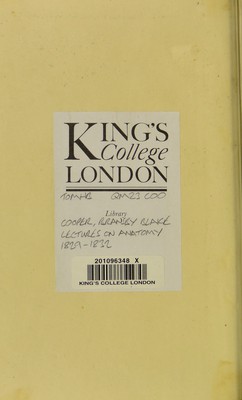 KING'S
College
LONDON
TOMHB QM21 COO
Library
COOPER, BRANSBY BLAKE
LECTURES ON ANATOMY
1829-1832
201096348 X
KING'S COLLEGE LONDON